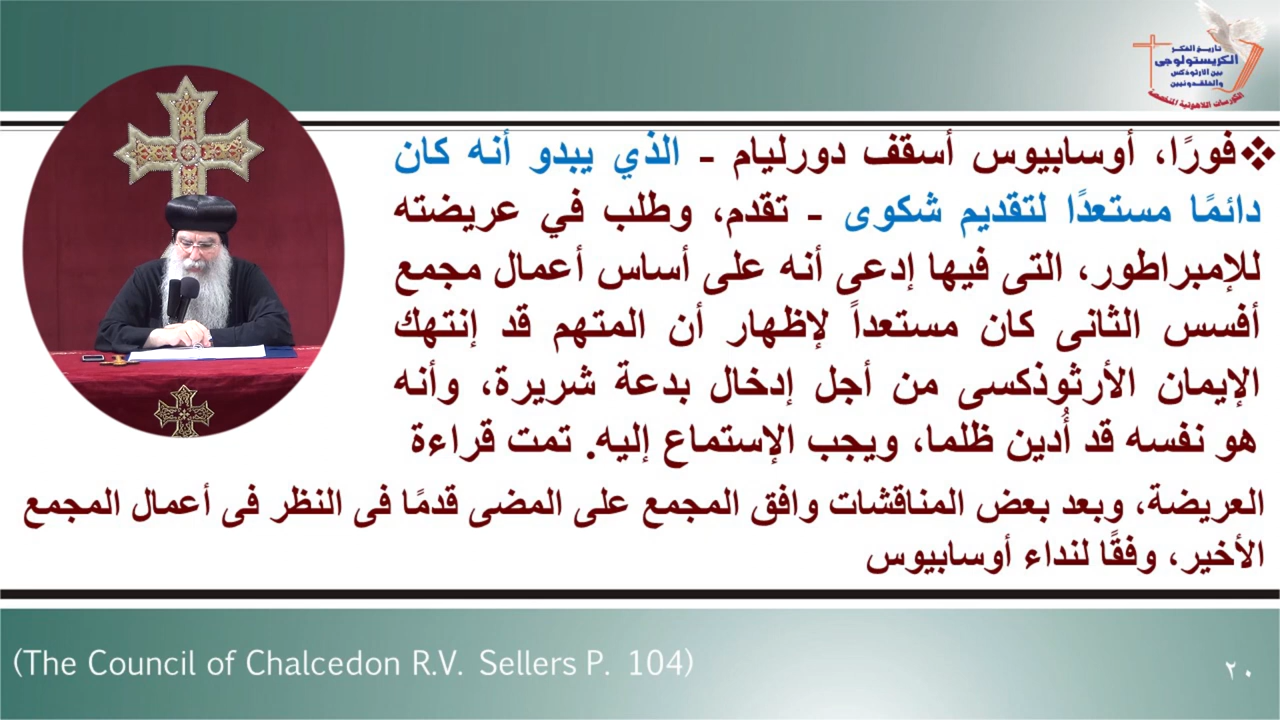 تاريخ الفكر
الكريستولوجى
بين الارثوذكس
والخلقدونيين
الكورسات اللاهوتية المتخصصة
❖فورًا، أوسابيوس أسقف دورليام - الذي يبدو أنه كان
دائمًا مستعدًا لتقديم شكوى - تقدم، وطلب في عريضته
للإمبراطور، التى فيها إدعى أنه على أساس أعمال مجمع
أفسس الثانى كان مستعداً لإظهار أن المتهم قد إنتهك
الإيمان الأرثوذكسى من أجل إدخال بدعة شريرة، وأنه
هو نفسه قد أُدين ظلما، ويجب الإستماع إليه. تمت قراءة
العريضة، وبعد بعض المناقشات وافق المجمع على المضى قدمًا فى النظر فى أعمال المجمع
الأخير، وفقًا لنداء أوسابيوس
(The Council of Chalcedon R.V. Sellers P. 104)
٢٠